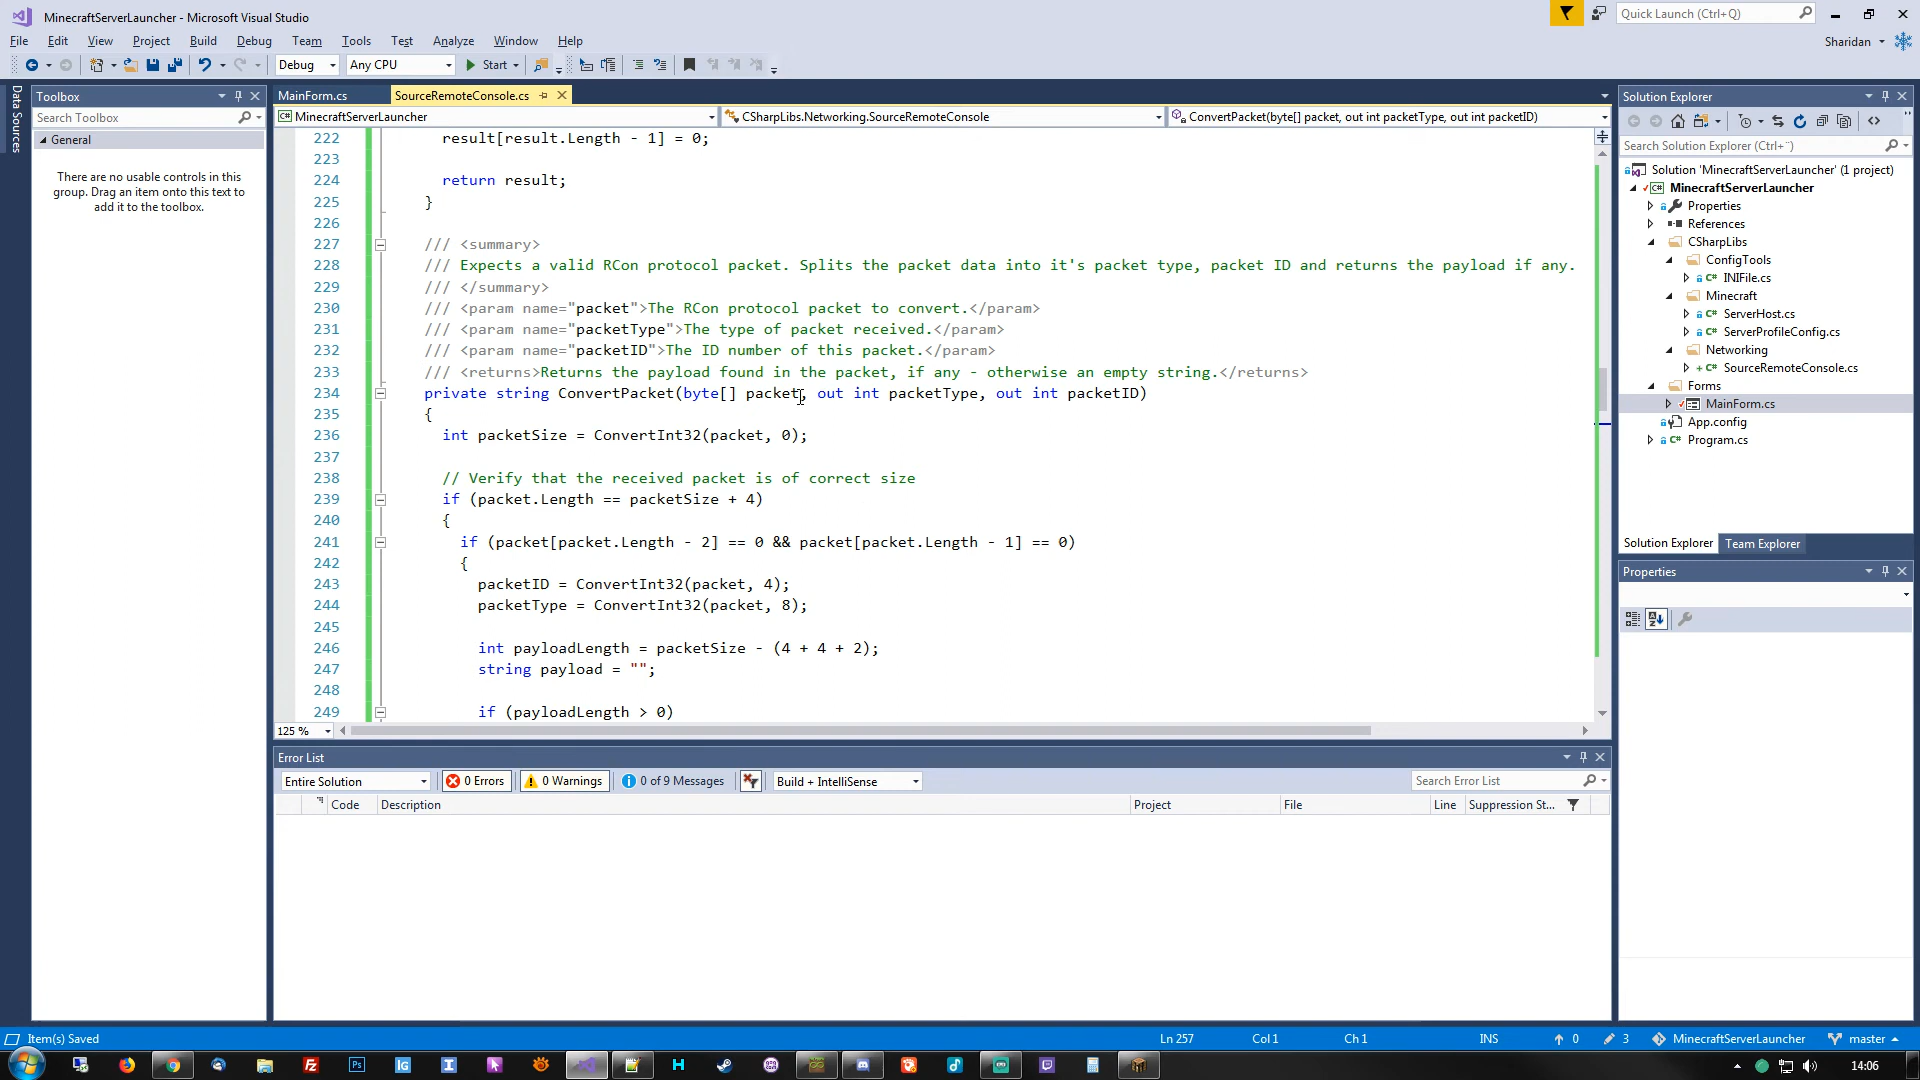 MinecraftServerLauncher - Microsoft Visual Studio
Quick Launch (Ctrl+Q)
File Edit View Project Build Debug Team Tools Test Analyze Window Help
Sharidan
Debug
Any CPU
Start
Data Sources
Toolbox
Search Toolbox
General
There are no usable controls in this
group. Drag an item onto this text to
add it to the toolbox.
MainForm.cs
SourceRemoteConsole.cs
MinecraftServerLauncher
CSharpLibs.Networking.SourceRemoteConsole
ConvertPacket(byte[] packet, out int packetType, out int packetID)
222 result[result.Length - 1] = 0;
223
224 return result;
225 }
226
227 /// <summary>
228 /// Expects a valid RCon protocol packet. Splits the packet data into it's packet type, packet ID and returns the payload if any.
229 /// </summary>
230 /// <param name="packet">The RCon protocol packet to convert.</param>
231 /// <param name="packetType">The type of packet received.</param>
232 /// <param name="packetID">The ID number of this packet.</param>
233 /// <returns>Returns the payload found in the packet, if any - otherwise an empty string.</returns>
234 private string ConvertPacket(byte[] packet, out int packetType, out int packetID)
235 {
236 int packetSize = ConvertInt32(packet, 0);
237
238 // Verify that the received packet is of correct size
239 if (packet.Length == packetSize + 4)
240 {
241 if (packet[packet.Length - 2] == 0 && packet[packet.Length - 1] == 0)
242 {
243 packetID = ConvertInt32(packet, 4);
244 packetType = ConvertInt32(packet, 8);
245
246 int payloadLength = packetSize - (4 + 4 + 2);
247 string payload = "";
248
249 if (payloadLength > 0)
125 %
Error List
Entire Solution
0 Errors
0 Warnings
0 of 9 Messages
Build + IntelliSense
Search Error List
Code
Description
Project
File
Line
Suppression St...
Solution Explorer
Search Solution Explorer (Ctrl+¨)
Solution 'MinecraftServerLauncher' (1 project)
MinecraftServerLauncher
Properties
References
CSharpLibs
ConfigTools
INIFile.cs
Minecraft
ServerHost.cs
ServerProfileConfig.cs
Networking
SourceRemoteConsole.cs
Forms
MainForm.cs
App.config
Program.cs
Solution Explorer
Team Explorer
Properties
Item(s) Saved
Ln 257
Col 1
Ch 1
INS
0
3
MinecraftServerLauncher
master
14:06